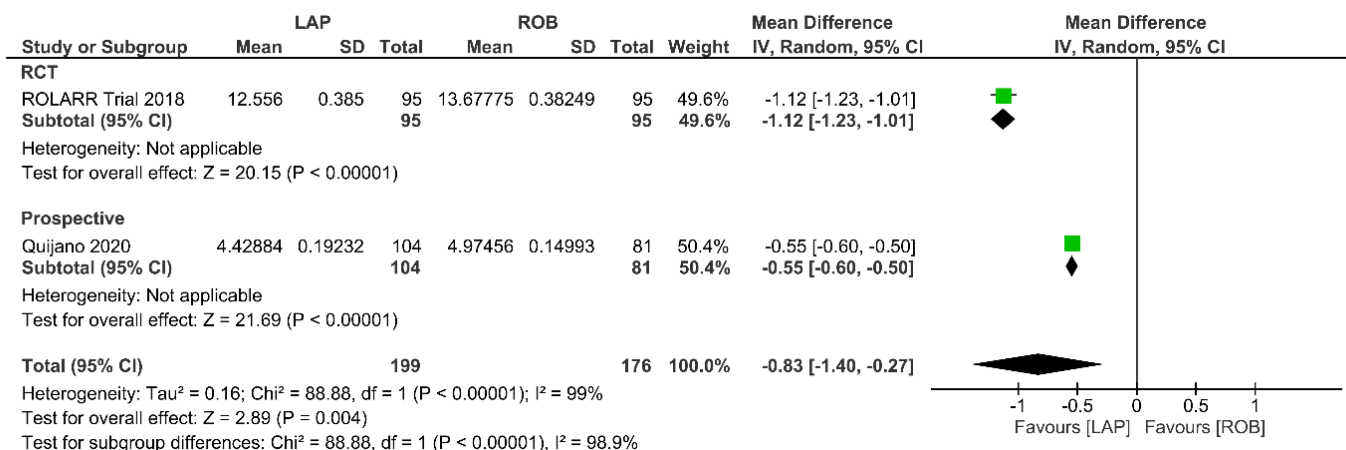 LAP ROB Mean Difference Mean Difference
Study or Subgroup Mean SD Total Mean SD Total Weight IV, Random, 95% CI IV, Random, 95% CI
RCT
ROLARR Trial 2018 12.556 0.385 95 13.67775 0.38249 95 49.6% -1.12 [-1.23, -1.01]
Subtotal (95% CI) 95 95 49.6% -1.12 [-1.23, -1.01]
Heterogeneity: Not applicable
Test for overall effect: Z = 20.15 (P < 0.00001)
Prospective
Quijano 2020 4.42884 0.19232 104 4.97456 0.14993 81 50.4% -0.55 [-0.60, -0.50]
Subtotal (95% CI) 104 81 50.4% -0.55 [-0.60, -0.50]
Heterogeneity: Not applicable
Test for overall effect: Z = 21.69 (P < 0.00001)
Total (95% CI) 199 176 100.0% -0.83 [-1.40, -0.27]
Heterogeneity: Tau² = 0.16; Chi² = 88.88, df = 1 (P < 0.00001); I² = 99%
Test for overall effect: Z = 2.89 (P = 0.004)
Test for subgroup differences: Chi² = 88.88, df = 1 (P < 0.00001), I² = 98.9%
-1 -0.5 0 0.5 1
Favours [LAP] Favours [ROB]